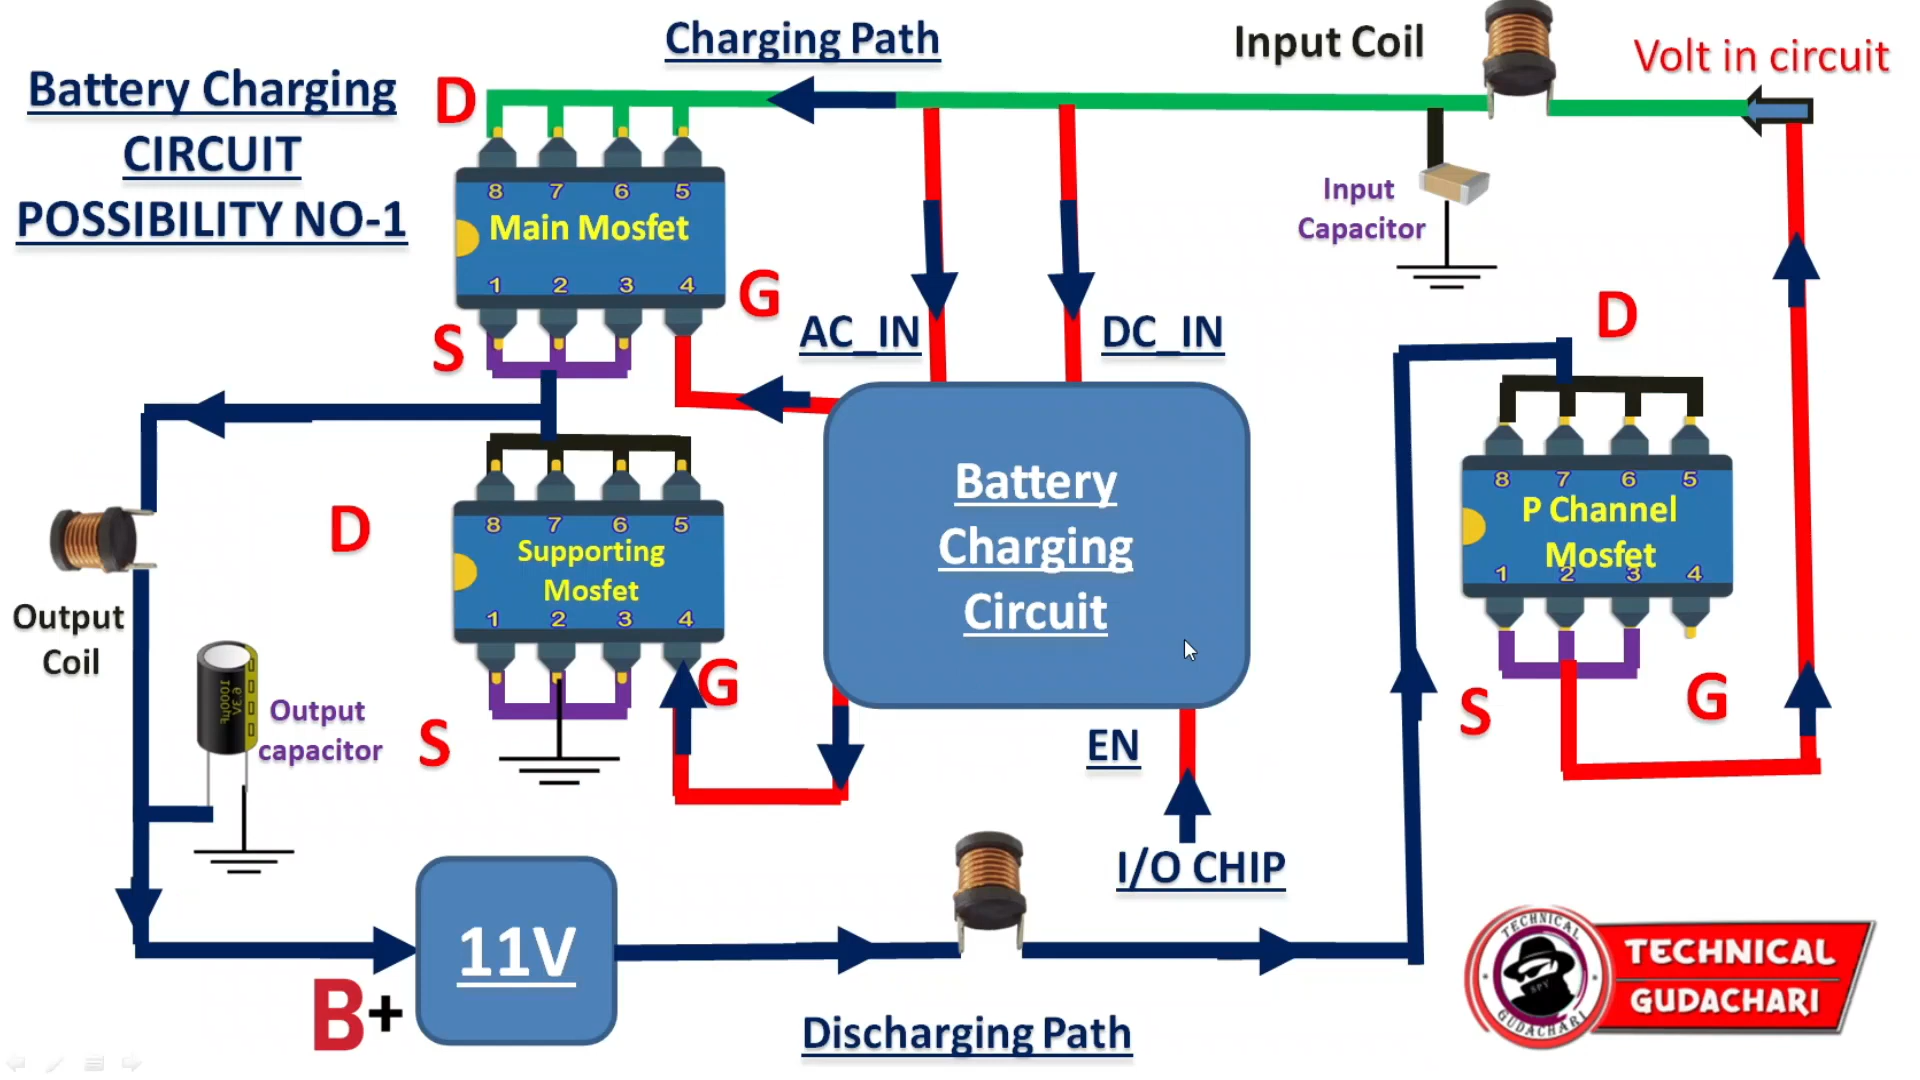 Battery Charging
CIRCUIT
POSSIBILITY NO-1
Charging Path
Input Coil
Volt in circuit
D
8 7 6 5
Main Mosfet
1 2 3 4
G
S
AC_IN
DC_IN
Input
Capacitor
D
8 7 6 5
P Channel
Mosfet
1 2 3 4
S
G
D
8 7 6 5
Supporting
Mosfet
1 2 3 4
G
S
Battery
Charging
Circuit
Output
Coil
Output
capacitor
EN
I/O CHIP
11V
B+
Discharging Path
TECHNICAL
SPY
GUDACHARI
TECHNICAL
GUDACHARI